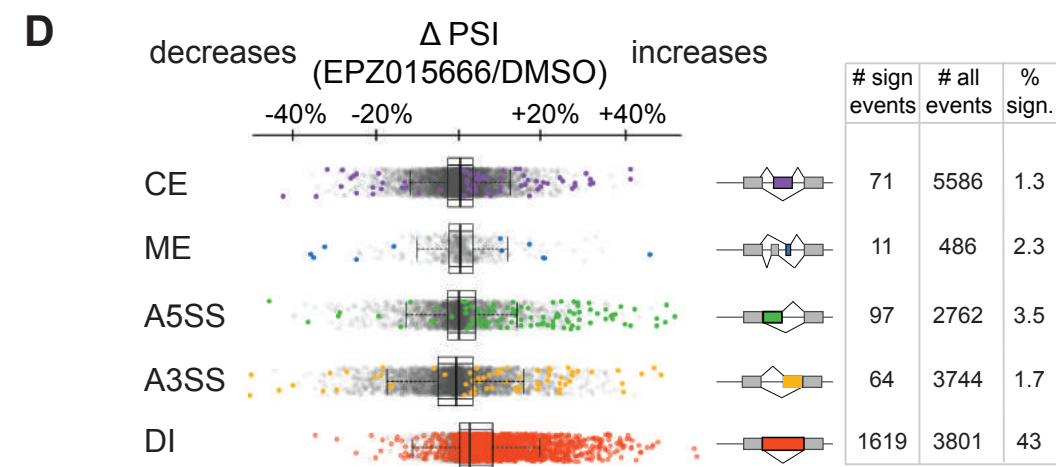 D
decreases Δ PSI increases
(EPZ015666/DMSO)
-40% -20% +20% +40%
# sign # all %
events events sign.
CE 71 5586 1.3
ME 11 486 2.3
A5SS 97 2762 3.5
A3SS 64 3744 1.7
DI 1619 3801 43